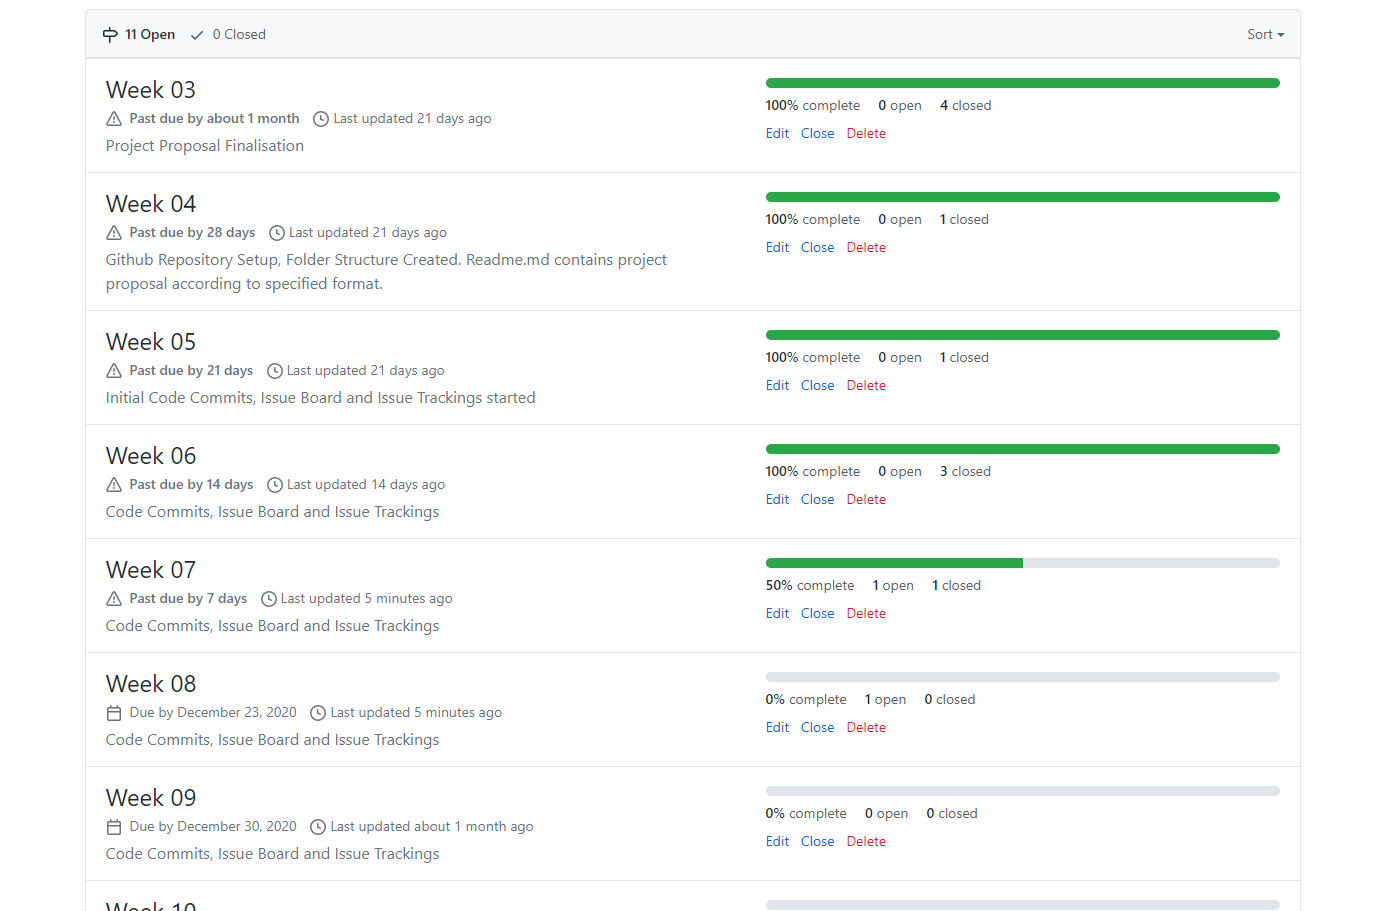 11 Open 0 Closed Sort
Week 03
Past due by about 1 month Last updated 21 days ago
Project Proposal Finalisation
100% complete 0 open 4 closed
Edit Close Delete
Week 04
Past due by 28 days Last updated 21 days ago
Github Repository Setup, Folder Structure Created. Readme.md contains project
proposal according to specified format.
100% complete 0 open 1 closed
Edit Close Delete
Week 05
Past due by 21 days Last updated 21 days ago
Initial Code Commits, Issue Board and Issue Trackings started
100% complete 0 open 1 closed
Edit Close Delete
Week 06
Past due by 14 days Last updated 14 days ago
Code Commits, Issue Board and Issue Trackings
100% complete 0 open 3 closed
Edit Close Delete
Week 07
Past due by 7 days Last updated 5 minutes ago
Code Commits, Issue Board and Issue Trackings
50% complete 1 open 1 closed
Edit Close Delete
Week 08
Due by December 23, 2020 Last updated 5 minutes ago
Code Commits, Issue Board and Issue Trackings
0% complete 1 open 0 closed
Edit Close Delete
Week 09
Due by December 30, 2020 Last updated about 1 month ago
Code Commits, Issue Board and Issue Trackings
0% complete 0 open 0 closed
Edit Close Delete
Week 10